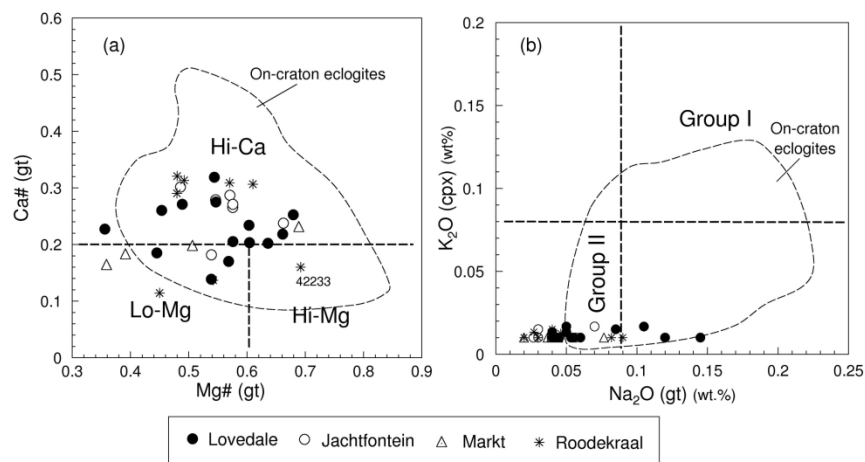 (a)
On-craton
eclogites
Hi-Ca
Lo-Mg
Hi-Mg
42233
0.6
0.5
0.4
0.3
0.2
0.1
0
Ca# (gt)
0.3 0.4 0.5 0.6 0.7 0.8 0.9
Mg# (gt)
(b)
Group I
On-craton
eclogites
Group II
0.2
0.15
0.1
0.05
0
K2O (cpx) (wt%)
0 0.05 0.1 0.15 0.2 0.25
Na2O (gt) (wt.%)
Lovedale Jachtfontein Markt Roodekraal